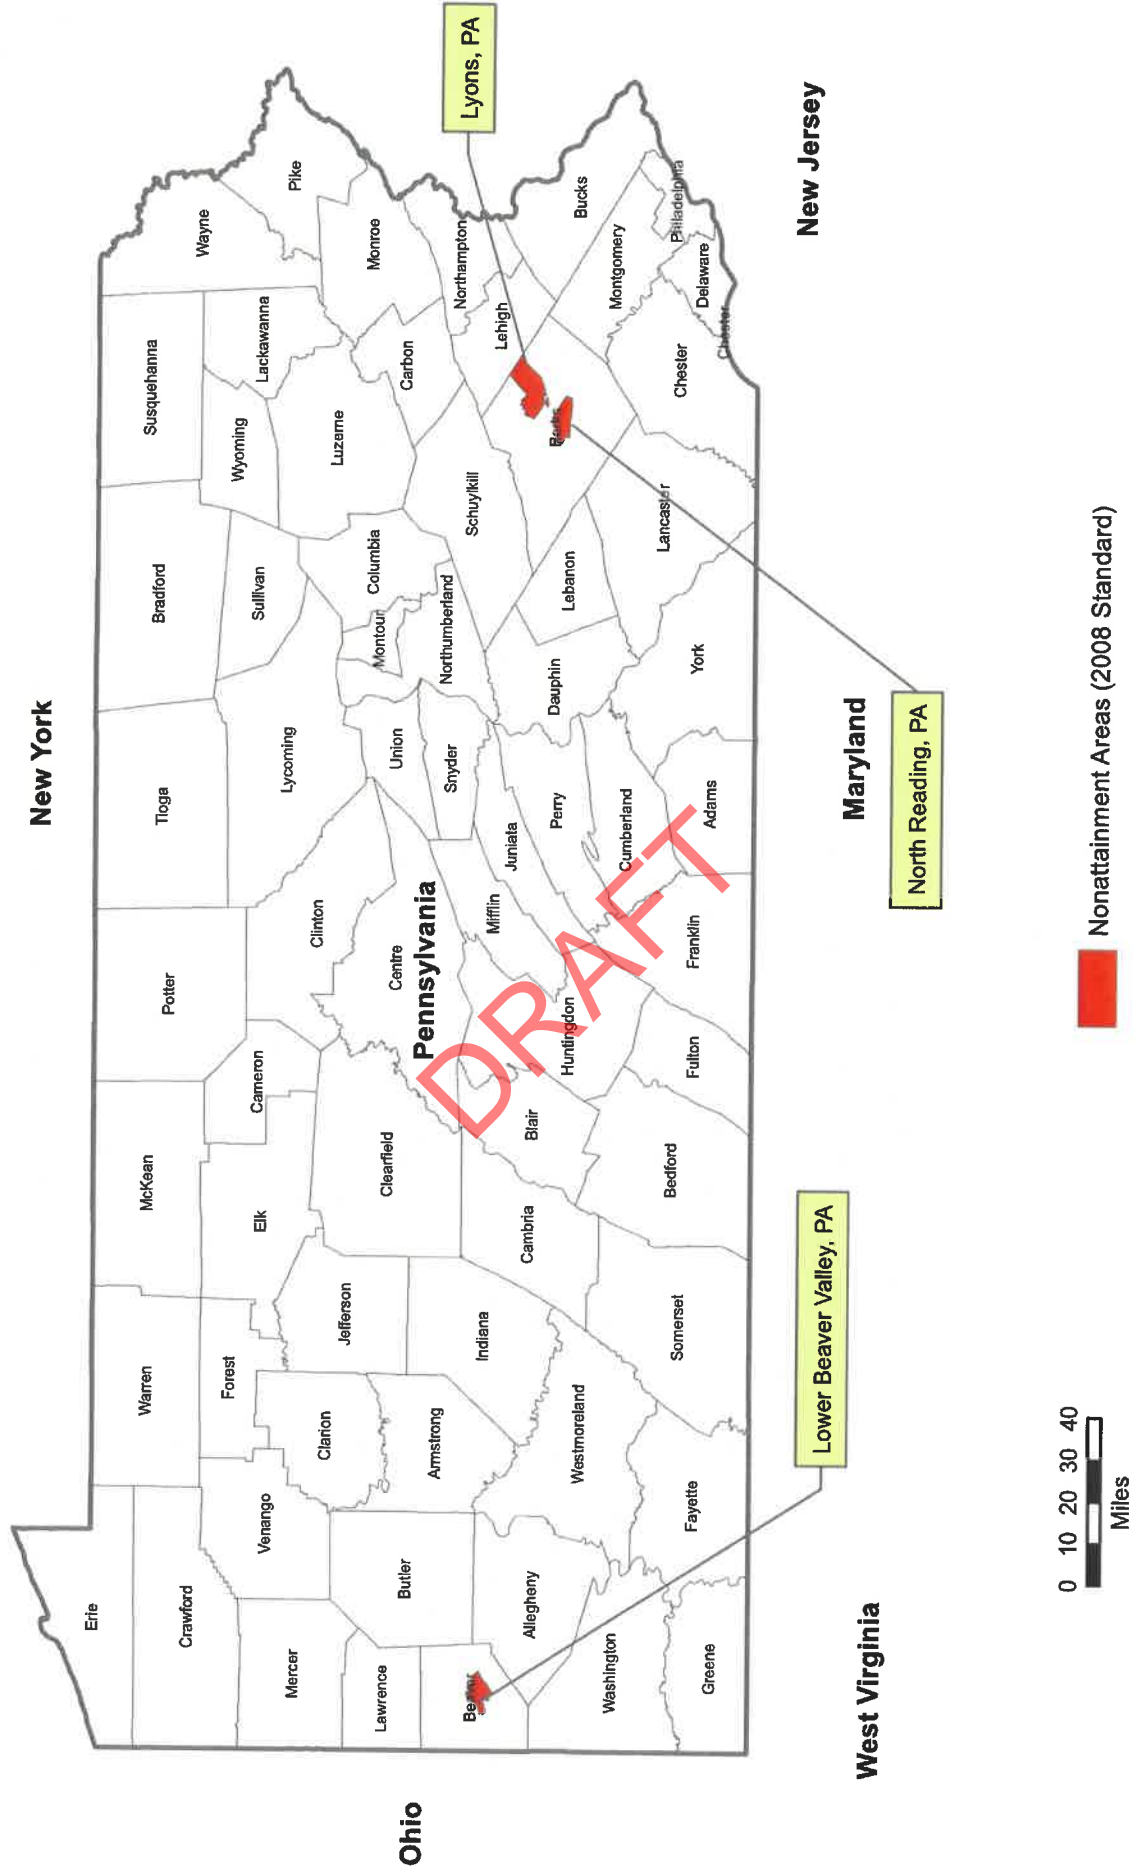 New York
Ohio
Pennsylvania
New Jersey
Maryland
West Virginia
Erie
Crawford
Warren
McKean
Potter
Tioga
Bradford
Susquehanna
Wayne
Mercer
Venango
Forest
Elk
Cameron
Clinton
Lycoming
Sullivan
Wyoming
Lackawanna
Pike
Lawrence
Butler
Clarion
Jefferson
Clearfield
Centre
Union
Montour
Columbia
Luzerne
Monroe
Carbon
Northampton
Beaver
Allegheny
Armstrong
Indiana
Cambria
Blair
Huntingdon
Mifflin
Juniata
Snyder
Northumberland
Schuylkill
Lehigh
Berks
Bucks
Washington
Westmoreland
Perry
Cumberland
Dauphin
Lebanon
Lancaster
Montgomery
Philadelphia
Greene
Fayette
Somerset
Bedford
Fulton
Franklin
Adams
York
Chester
Delaware
Chester
Lyons, PA
North Reading, PA
Lower Beaver Valley, PA
DRAFT
0 10 20 30 40
Miles
Nonattainment Areas (2008 Standard)